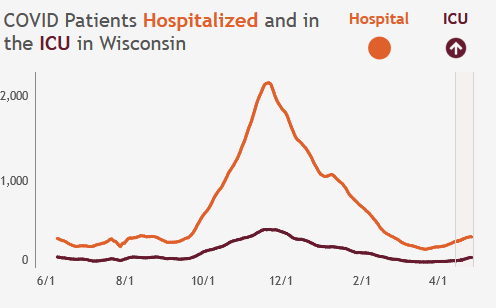 COVID Patients Hospitalized and in
the ICU in Wisconsin
Hospital
ICU
2,000
1,000
0
6/1
8/1
10/1
12/1
2/1
4/1